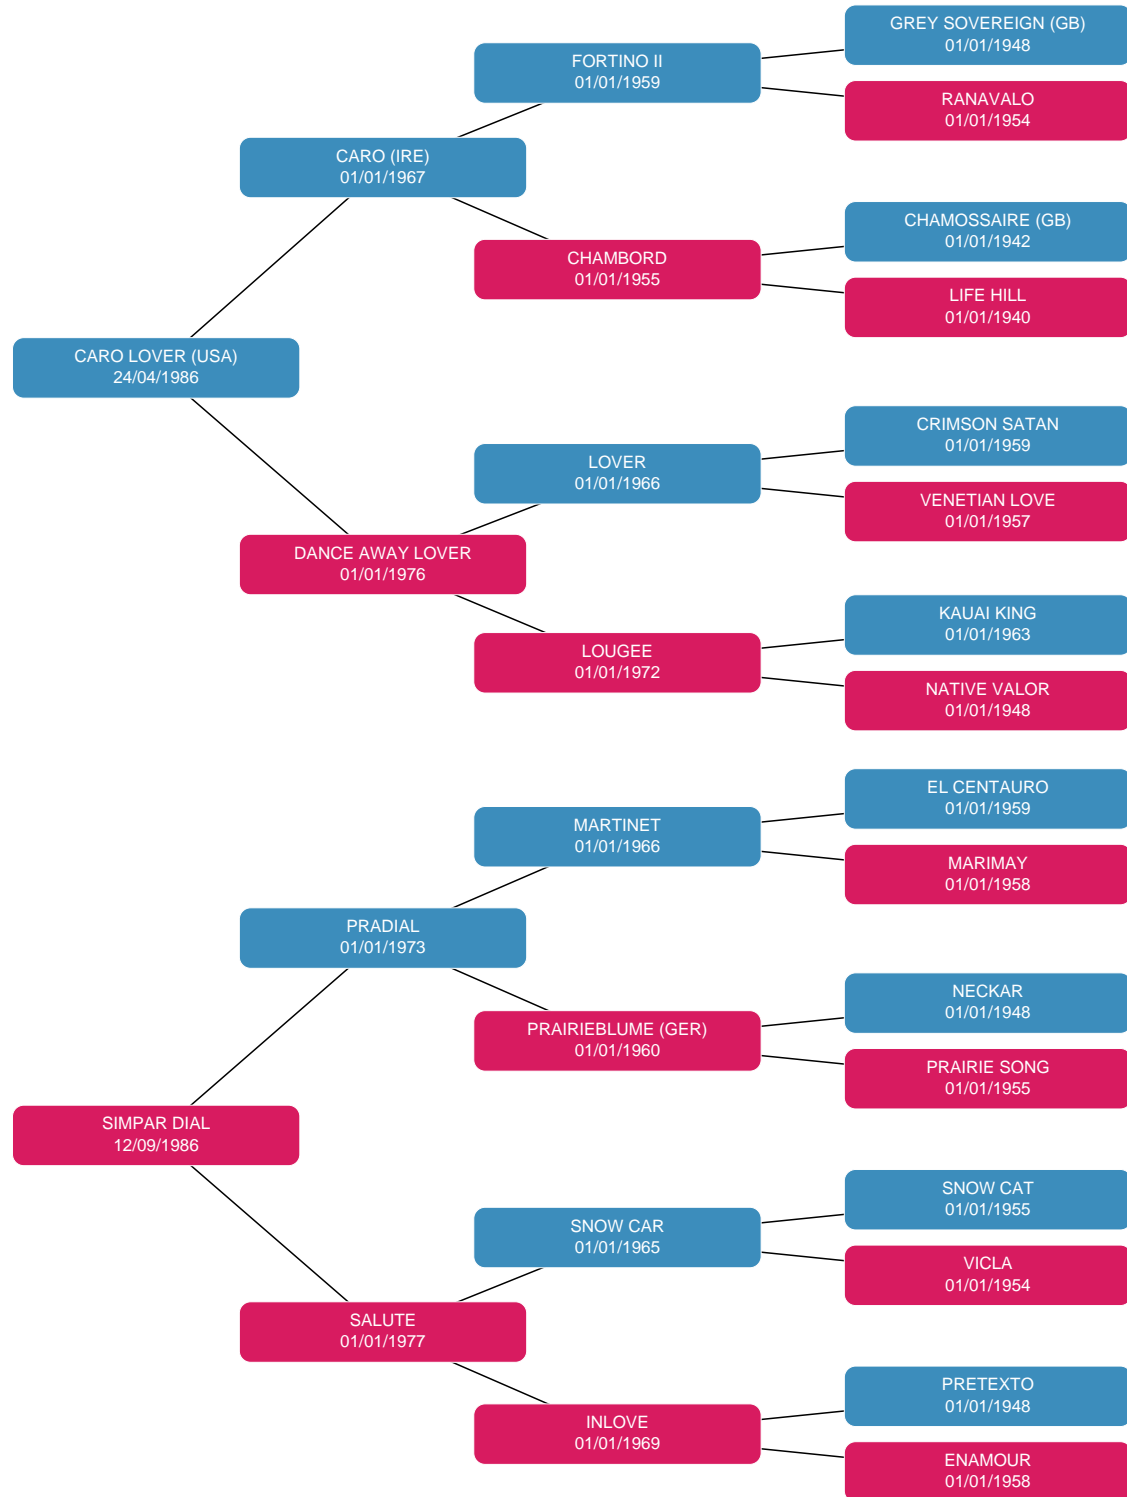 GREY SOVEREIGN (GB)
01/01/1948
FORTINO II
01/01/1959
RANAVALO
01/01/1954
CARO (IRE)
01/01/1967
CHAMOSSAIRE (GB)
01/01/1942
CHAMBORD
01/01/1955
LIFE HILL
01/01/1940
CARO LOVER (USA)
24/04/1986
CRIMSON SATAN
01/01/1959
LOVER
01/01/1966
VENETIAN LOVE
01/01/1957
DANCE AWAY LOVER
01/01/1976
KAUAI KING
01/01/1963
LOUGEE
01/01/1972
NATIVE VALOR
01/01/1948
EL CENTAURO
01/01/1959
MARTINET
01/01/1966
MARIMAY
01/01/1958
PRADIAL
01/01/1973
NECKAR
01/01/1948
PRAIRIEBLUME (GER)
01/01/1960
PRAIRIE SONG
01/01/1955
SIMPAR DIAL
12/09/1986
SNOW CAT
01/01/1955
SNOW CAR
01/01/1965
VICLA
01/01/1954
SALUTE
01/01/1977
PRETEXTO
01/01/1948
INLOVE
01/01/1969
ENAMOUR
01/01/1958